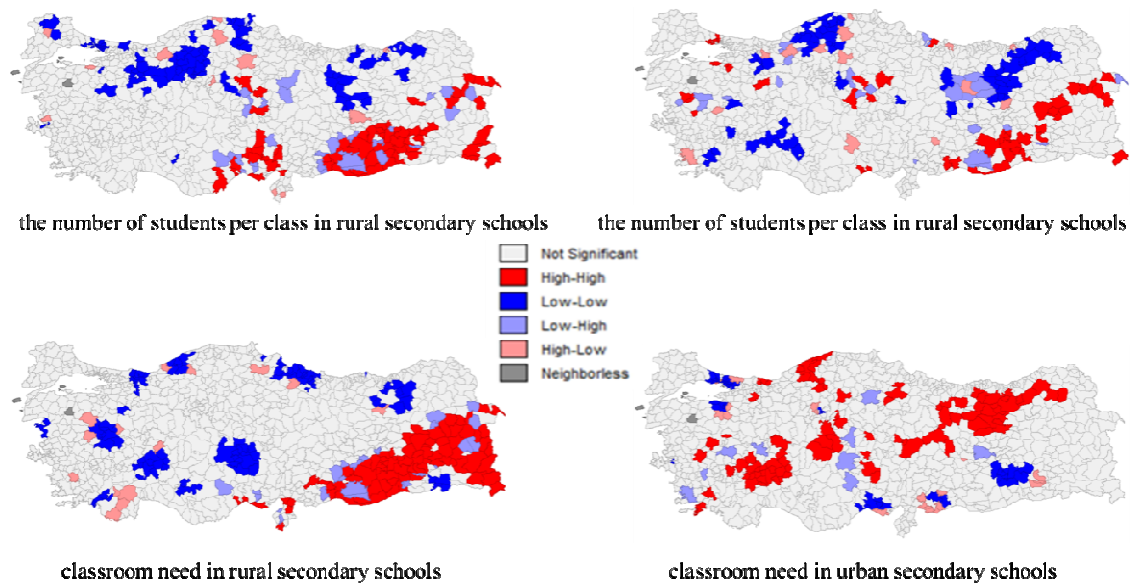 the number of students per class in rural secondary schools
the number of students per class in rural secondary schools
Not Significant
High-High
Low-Low
Low-High
High-Low
Neighborless
classroom need in rural secondary schools
classroom need in urban secondary schools